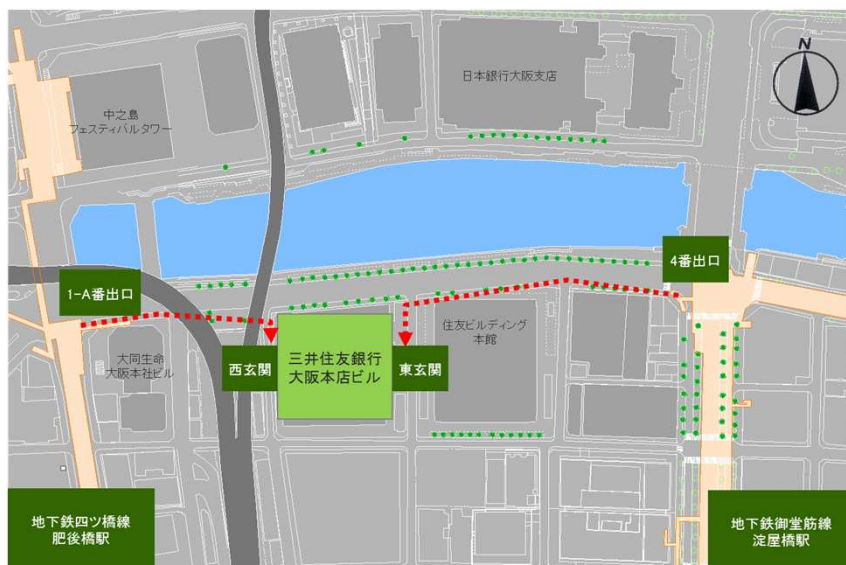 N
日本銀行大阪支店
中之島
フェスティバルタワー
4番出口
1-A番出口
住友ビルディング
本館
三井住友銀行
大阪本店ビル
西玄関
東玄関
大同生命
大阪本社ビル
地下鉄四ツ橋線
肥後橋駅
地下鉄御堂筋線
淀屋橋駅